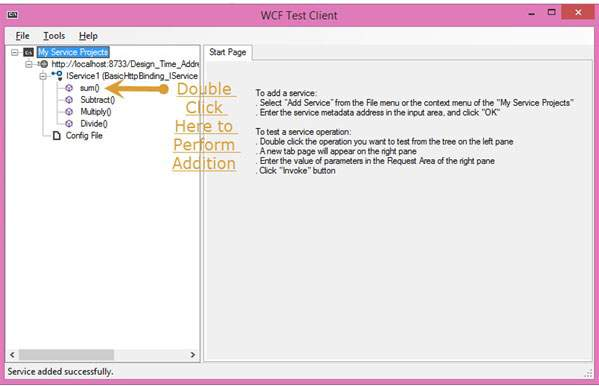 WCF Test Client
File Tools Help
My Service Projects
http://localhost:8733/Design_Time_Addre
IService1 (BasicHttpBinding_IService
sum()
Subtract()
Multiply()
Divide()
Config File
Double
Click
Here to
Perform
Addition
Start Page
To add a service:
. Select "Add Service" from the File menu or the context menu of the "My Service Projects"
. Enter the service metadata address in the input area, and click "OK"
To test a service operation:
. Double click the operation you want to test from the tree on the left pane
. A new tab page will appear on the right pane
. Enter the value of parameters in the Request Area of the right pane
. Click "Invoke" button
Service added successfully.